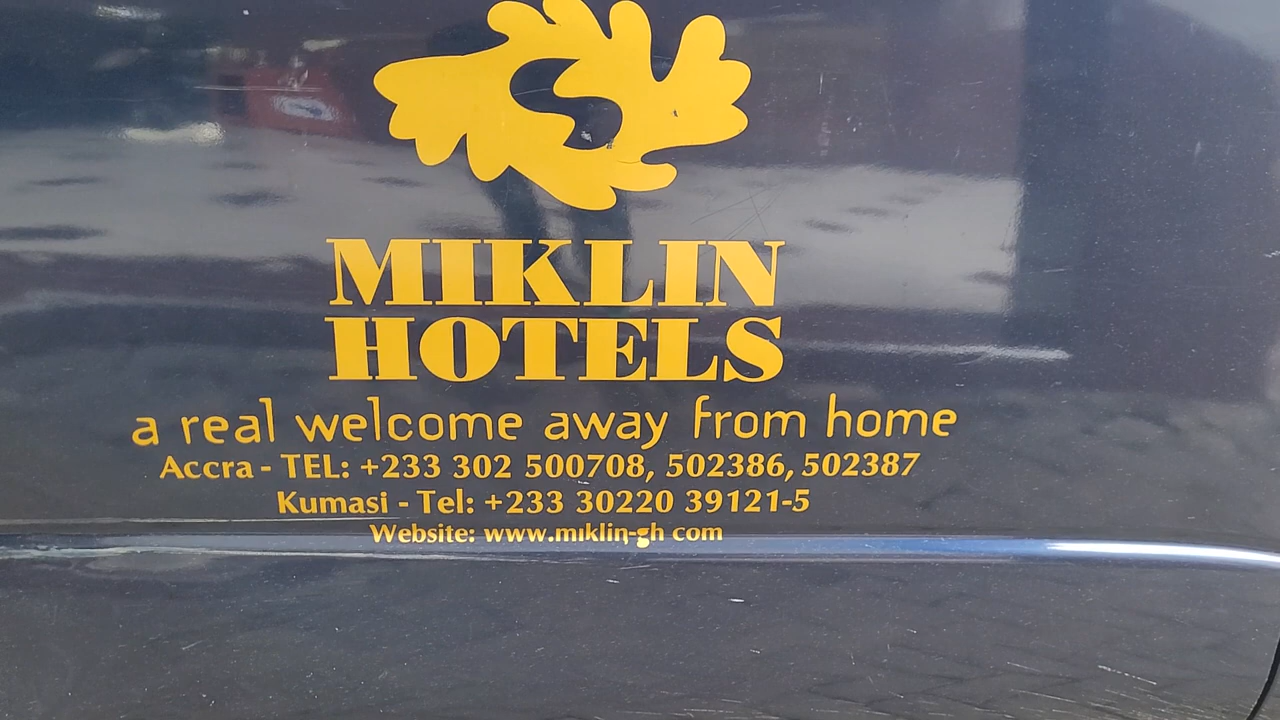 MIKLIN
HOTELS
a real welcome away from home
Accra - TEL: +233 302 500708, 502386, 502387
Kumasi - Tel: +233 30220 39121-5
Website: www.miklin-gh com